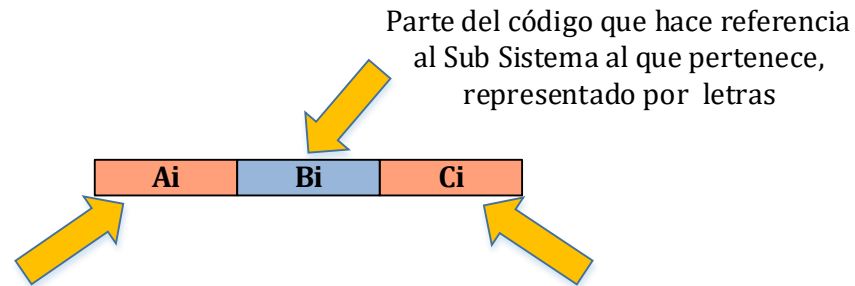 Parte del código que hace referencia
al Sub Sistema al que pertenece,
representado por letras
Ai Bi Ci